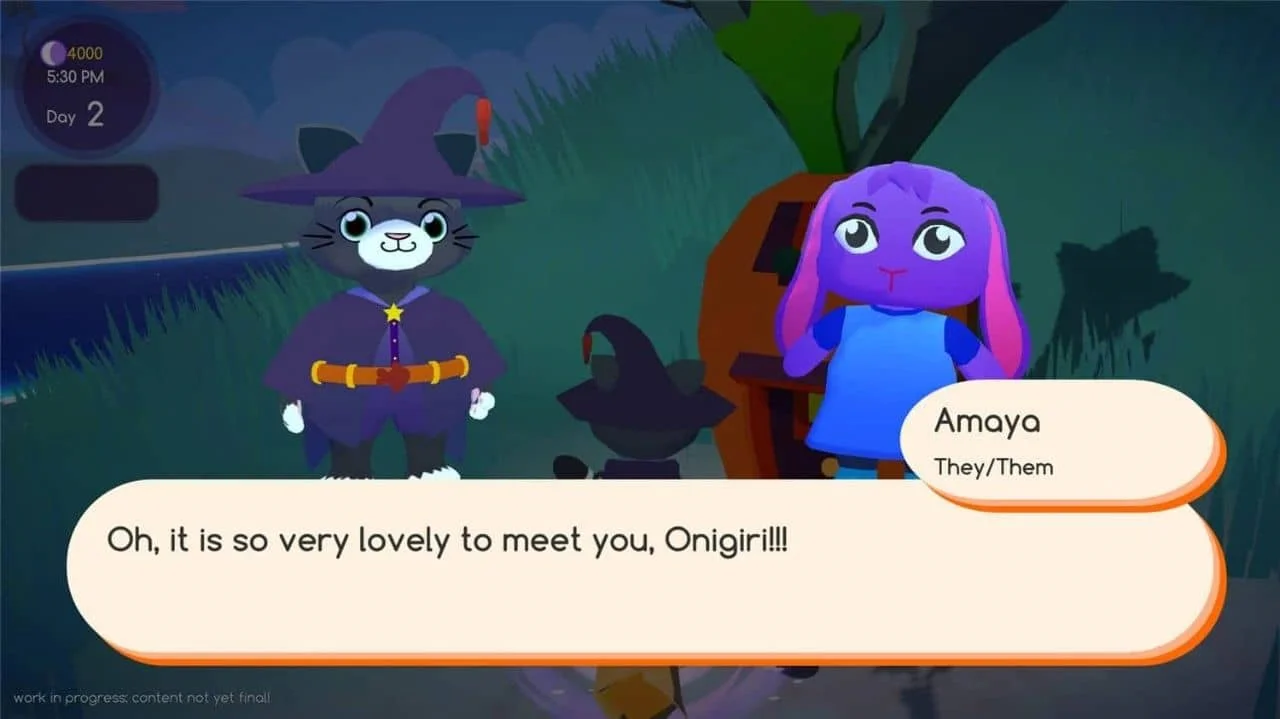 4000
5:30 PM
Day 2
Amaya
They/Them
Oh, it is so very lovely to meet you, Onigiri!!!
work in progress: content not yet final!